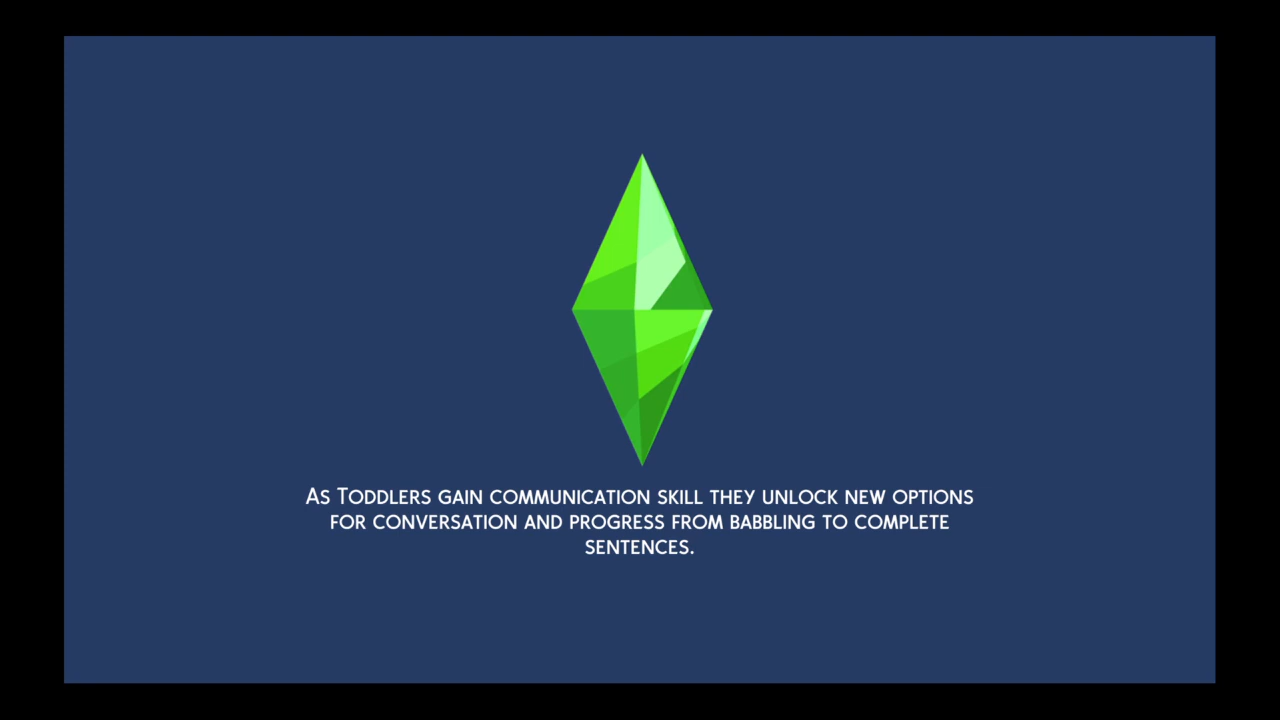 As Toddlers gain communication skill they unlock new options
for conversation and progress from babbling to complete
sentences.